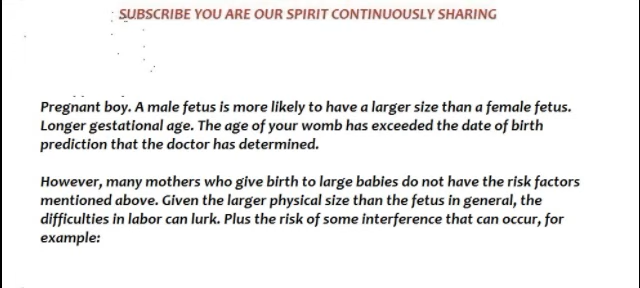 SUBSCRIBE YOU ARE OUR SPIRIT CONTINUOUSLY SHARING
Pregnant boy. A male fetus is more likely to have a larger size than a female fetus.
Longer gestational age. The age of your womb has exceeded the date of birth
prediction that the doctor has determined.
However, many mothers who give birth to large babies do not have the risk factors
mentioned above. Given the larger physical size than the fetus in general, the
difficulties in labor can lurk. Plus the risk of some interference that can occur, for
example: